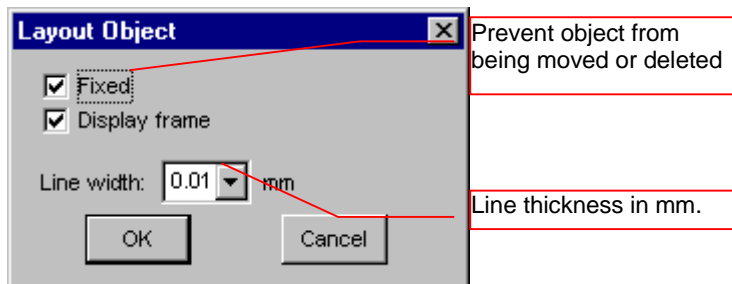 Layout Object
Prevent object from
being moved or deleted
Fixed
Display frame
Line width: 0.01 mm
Line thickness in mm.
OK Cancel